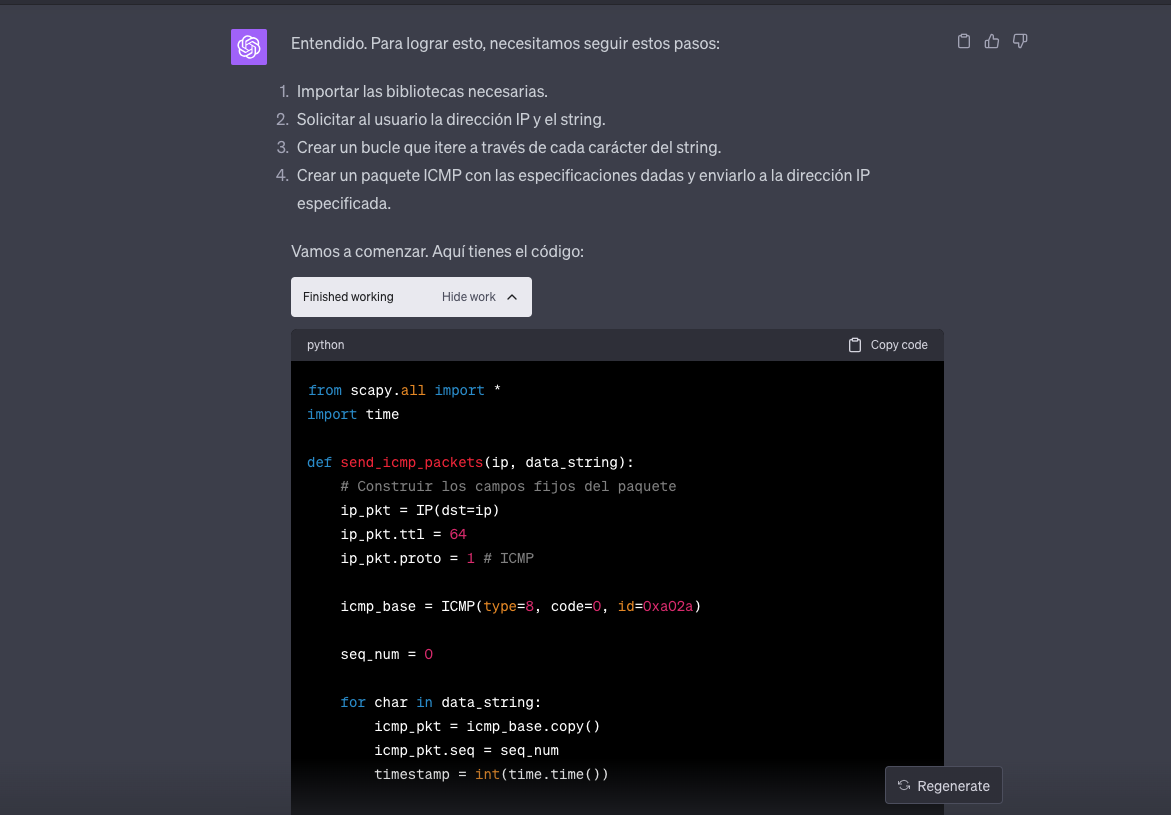 Entendido. Para lograr esto, necesitamos seguir estos pasos:
1. Importar las bibliotecas necesarias.
2. Solicitar al usuario la dirección IP y el string.
3. Crear un bucle que itere a través de cada carácter del string.
4. Crear un paquete ICMP con las especificaciones dadas y enviarlo a la dirección IP
especificada.
Vamos a comenzar. Aquí tienes el código:
Finished working Hide work
python Copy code
from scapy.all import *
import time
def send_icmp_packets(ip, data_string):
    # Construir los campos fijos del paquete
    ip_pkt = IP(dst=ip)
    ip_pkt.ttl = 64
    ip_pkt.proto = 1 # ICMP
    icmp_base = ICMP(type=8, code=0, id=0xa02a)
    seq_num = 0
    for char in data_string:
        icmp_pkt = icmp_base.copy()
        icmp_pkt.seq = seq_num
        timestamp = int(time.time())
Regenerate